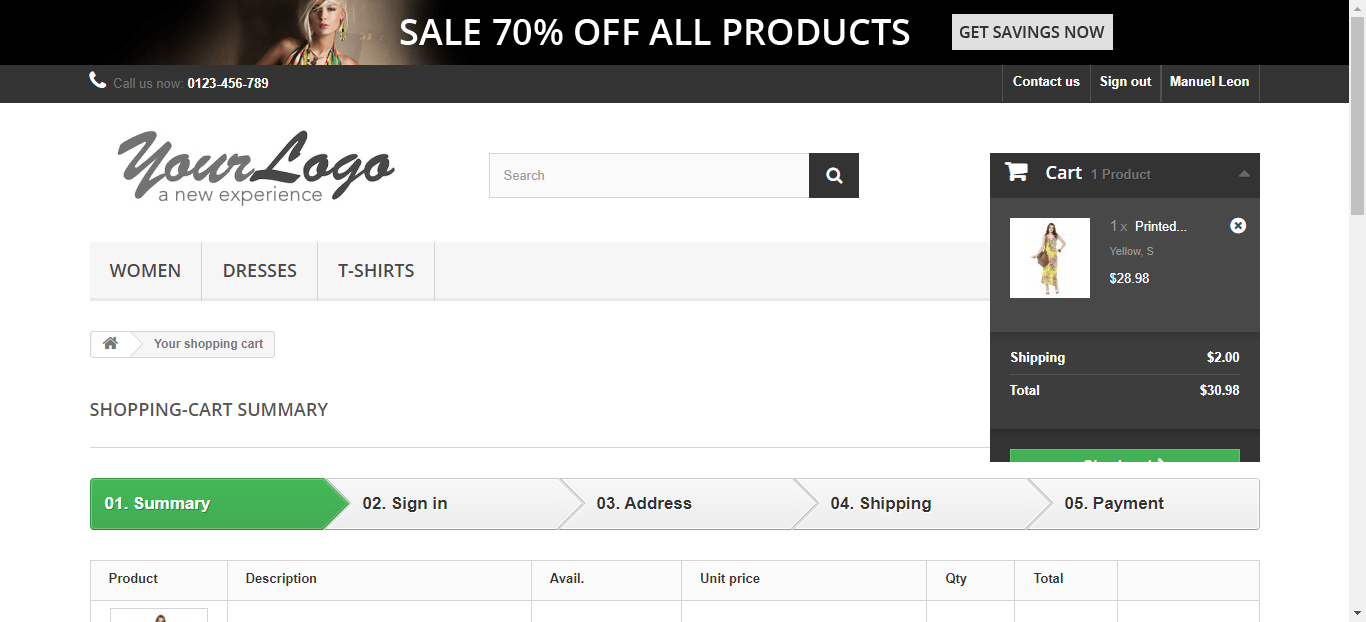 SALE 70% OFF ALL PRODUCTS
GET SAVINGS NOW
Call us now: 0123-456-789
Contact us
Sign out
Manuel Leon
YourLogo
a new experience
Search
Cart 1 Product
1 x Printed...
Yellow, S
$28.98
Shipping $2.00
Total $30.98
WOMEN
DRESSES
T-SHIRTS
Your shopping cart
SHOPPING-CART SUMMARY
01. Summary
02. Sign in
03. Address
04. Shipping
05. Payment
Product
Description
Avail.
Unit price
Qty
Total